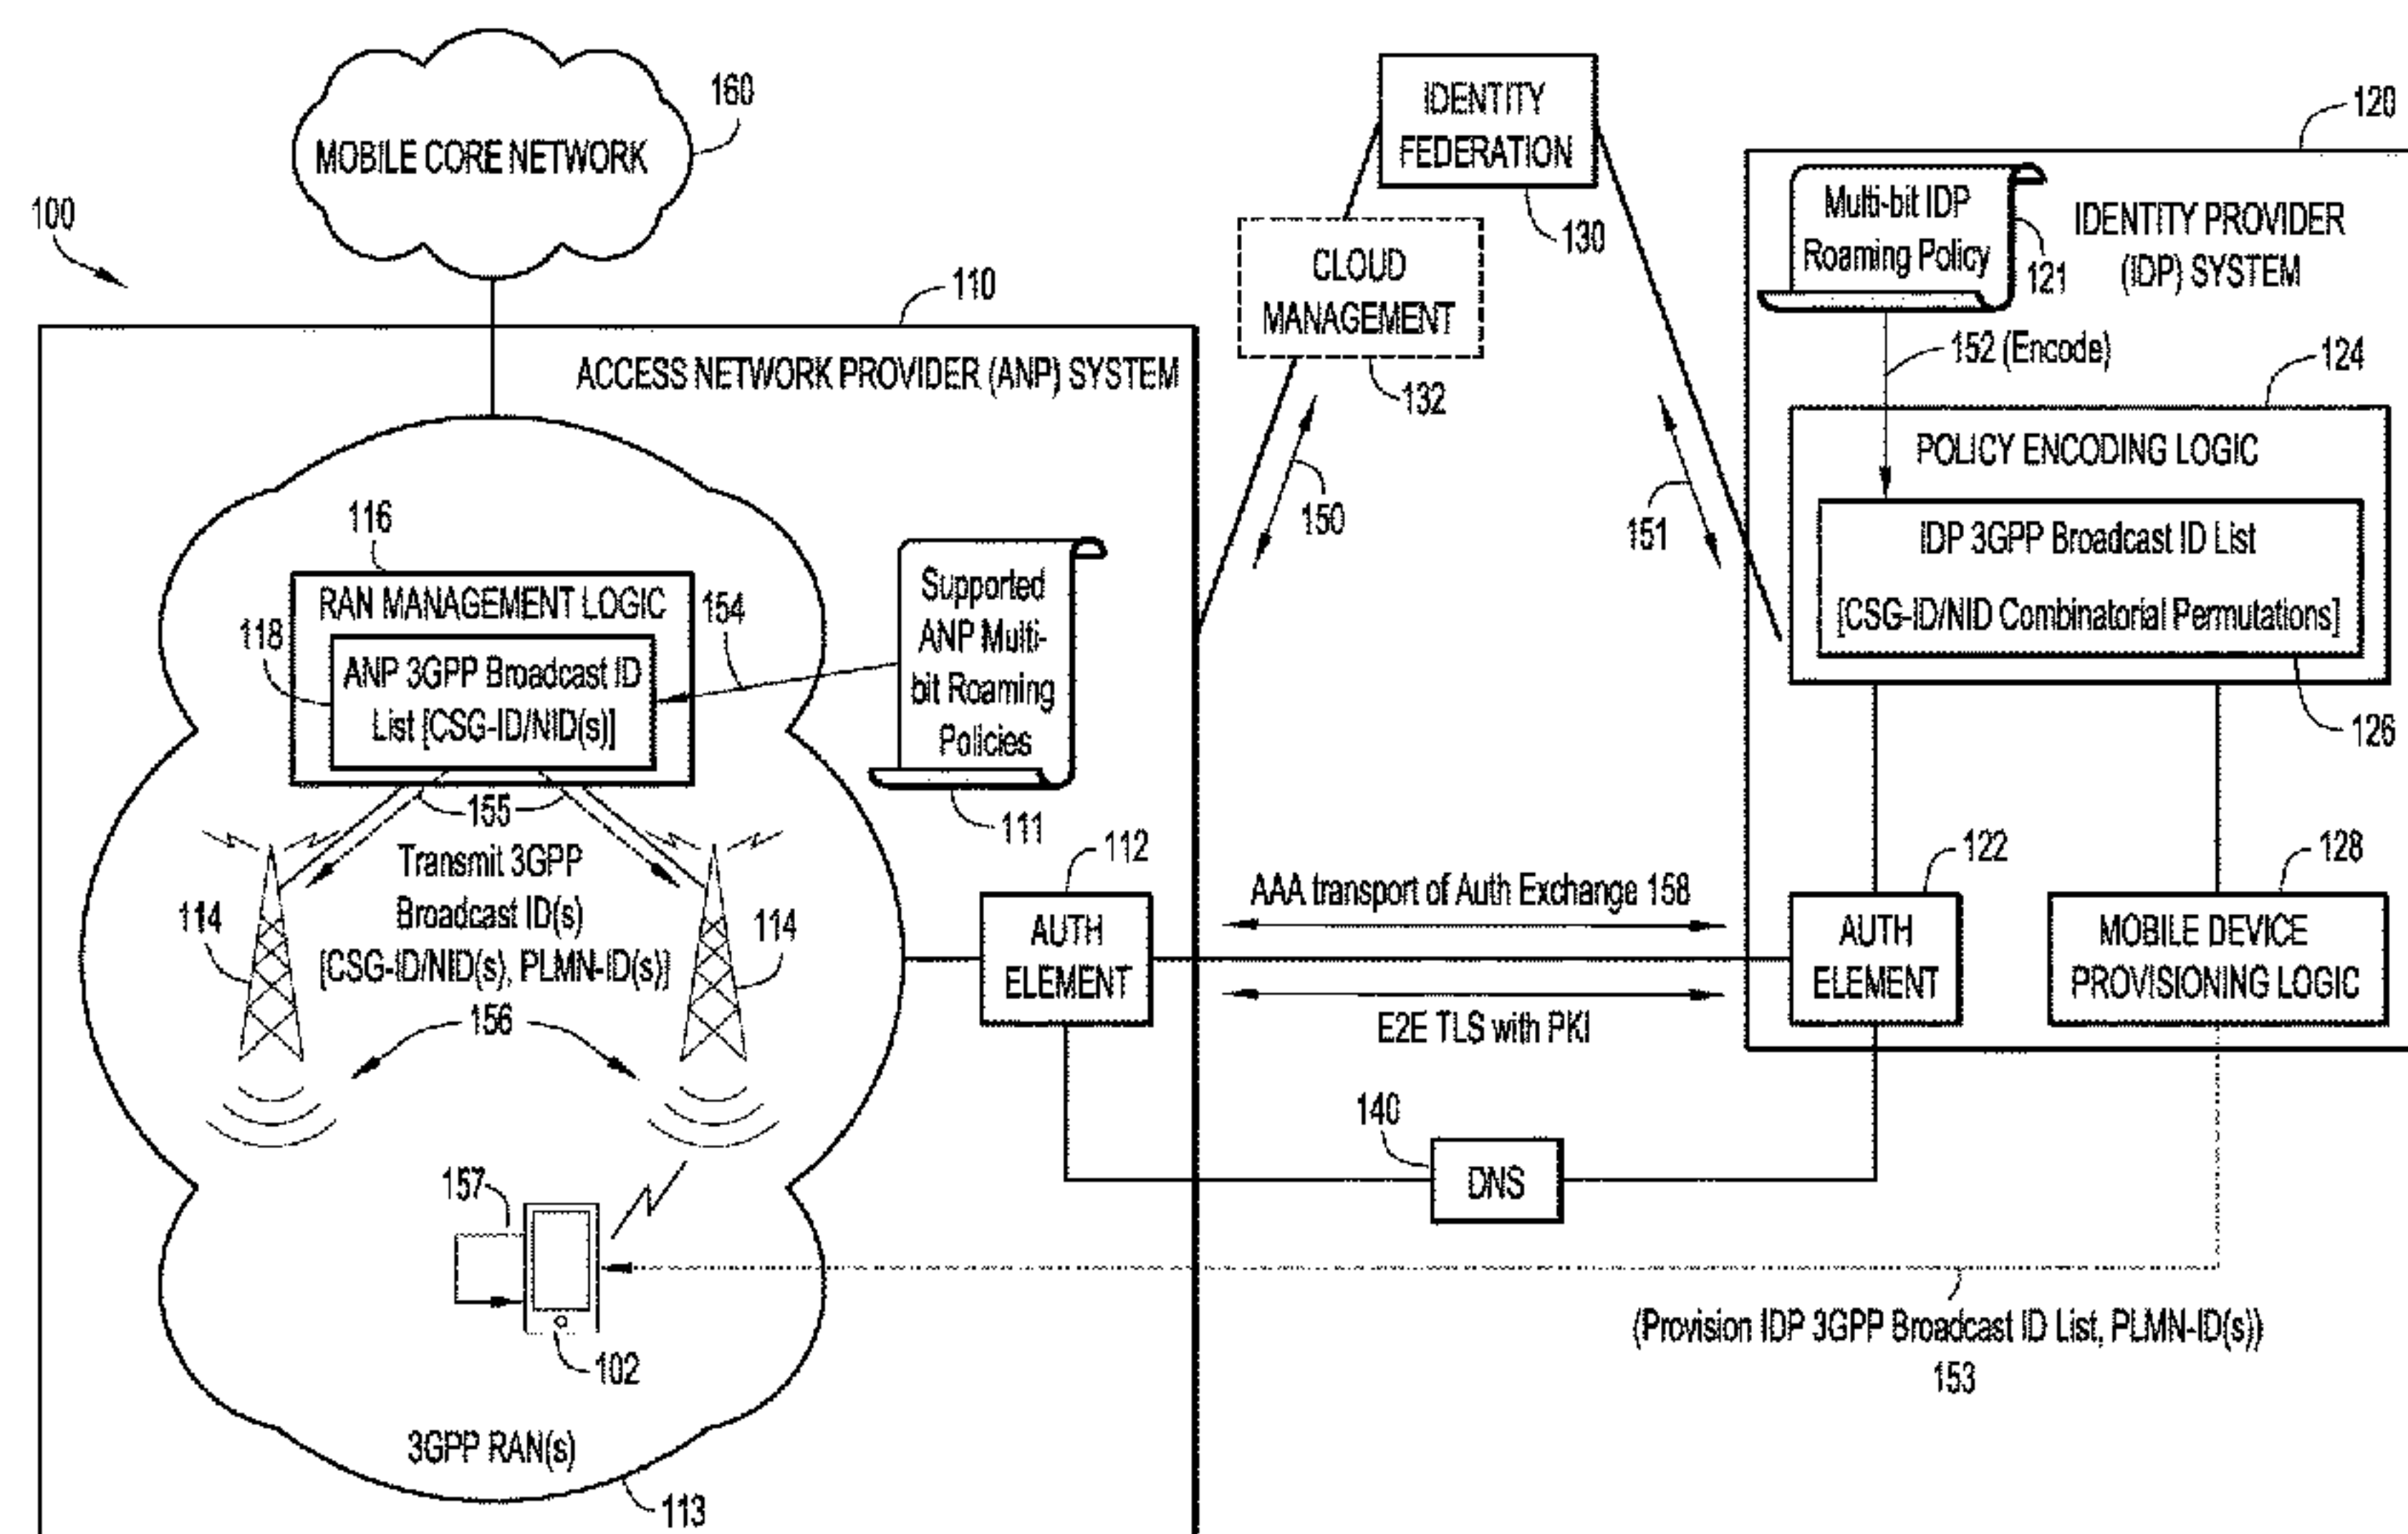 MOBILE CORE NETWORK
160
100
110
ACCESS NETWORK PROVIDER (ANP) SYSTEM
116
RAN MANAGEMENT LOGIC
118
ANP 3GPP Broadcast ID
List [CSG-ID/NID(s)]
154
Supported
ANP Multi-
bit Roaming
Policies
111
155
Transmit 3GPP
Broadcast ID(s)
[CSG-ID/NID(s), PLMN-ID(s)]
114
114
156
112
AUTH
ELEMENT
157
102
3GPP RAN(s)
113
IDENTITY
FEDERATION
130
CLOUD
MANAGEMENT
132
150
151
120
Multi-bit IDP
Roaming Policy
121
IDENTITY PROVIDER
(IDP) SYSTEM
152 (Encode)
124
POLICY ENCODING LOGIC
IDP 3GPP Broadcast ID List
[CSG-ID/NID Combinatorial Permutations]
126
AAA transport of Auth Exchange 158
E2E TLS with PKI
122
AUTH
ELEMENT
128
MOBILE DEVICE
PROVISIONING LOGIC
140
DNS
(Provision IDP 3GPP Broadcast ID List, PLMN-ID(s))
153